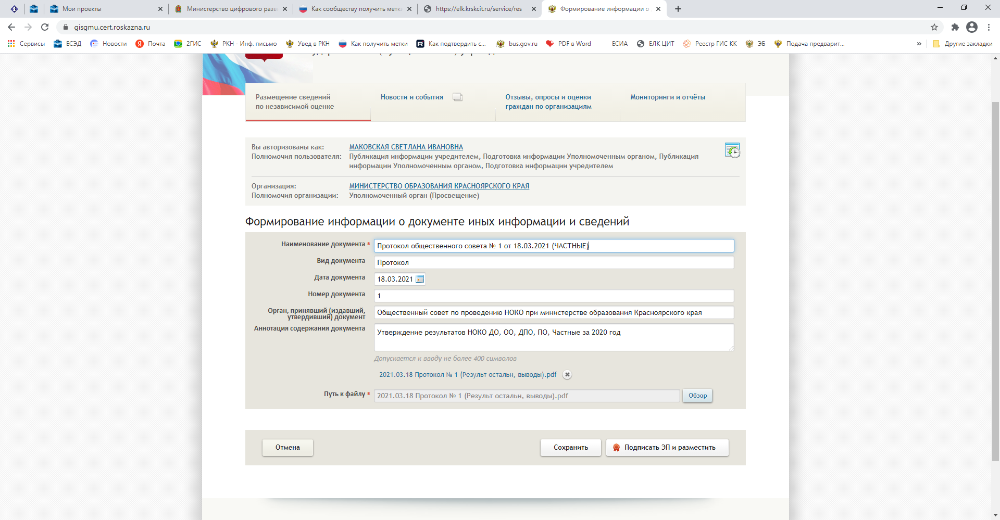 Мои проекты
Министерство цифрового разв
Как сообществу получить метк
https://elk.krskcit.ru/service/res
Формирование информации о
gisgmu.cert.roskazna.ru
Сервисы
ЕСЭД
Новости
Почта
2ГИС
РКН - Инф. письмо
Увед в РКН
Как получить метки
Как подтвердить с...
bus.gov.ru
PDF в Word
ЕСИА
ЕЛК ЦИТ
Реестр ГИС КК
ЭБ
Подача предварит...
»
Другие закладки
Размещение сведений
по независимой оценке
Новости и события
Отзывы, опросы и оценки
граждан по организациям
Мониторинги и отчёты
Вы авторизованы как: МАКОВСКАЯ СВЕТЛАНА ИВАНОВНА
Полномочия пользователя: Публикация информации учредителем, Подготовка информации Уполномоченным органом, Публикация
информации Уполномоченным органом, Подготовка информации учредителем
Организация: МИНИСТЕРСТВО ОБРАЗОВАНИЯ КРАСНОЯРСКОГО КРАЯ
Полномочия организации: Уполномоченный орган (Просвещение)
Формирование информации о документе иных информации и сведений
Наименование документа * Протокол общественного совета № 1 от 18.03.2021 (ЧАСТНЫЕ)
Вид документа Протокол
Дата документа 18.03.2021
Номер документа 1
Орган, принявший (издавший,
утвердивший) документ
Общественный совет по проведению НОКО при министерстве образования Красноярского края
Аннотация содержания документа Утверждение результатов НОКО ДО, ОО, ДПО, ПО, Частные за 2020 год
Допускается к вводу не более 400 символов
2021.03.18 Протокол № 1 (Результ остальн, выводы).pdf
Путь к файлу * 2021.03.18 Протокол № 1 (Результ остальн, выводы).pdf Обзор
Отмена
Сохранить
Подписать ЭП и разместить